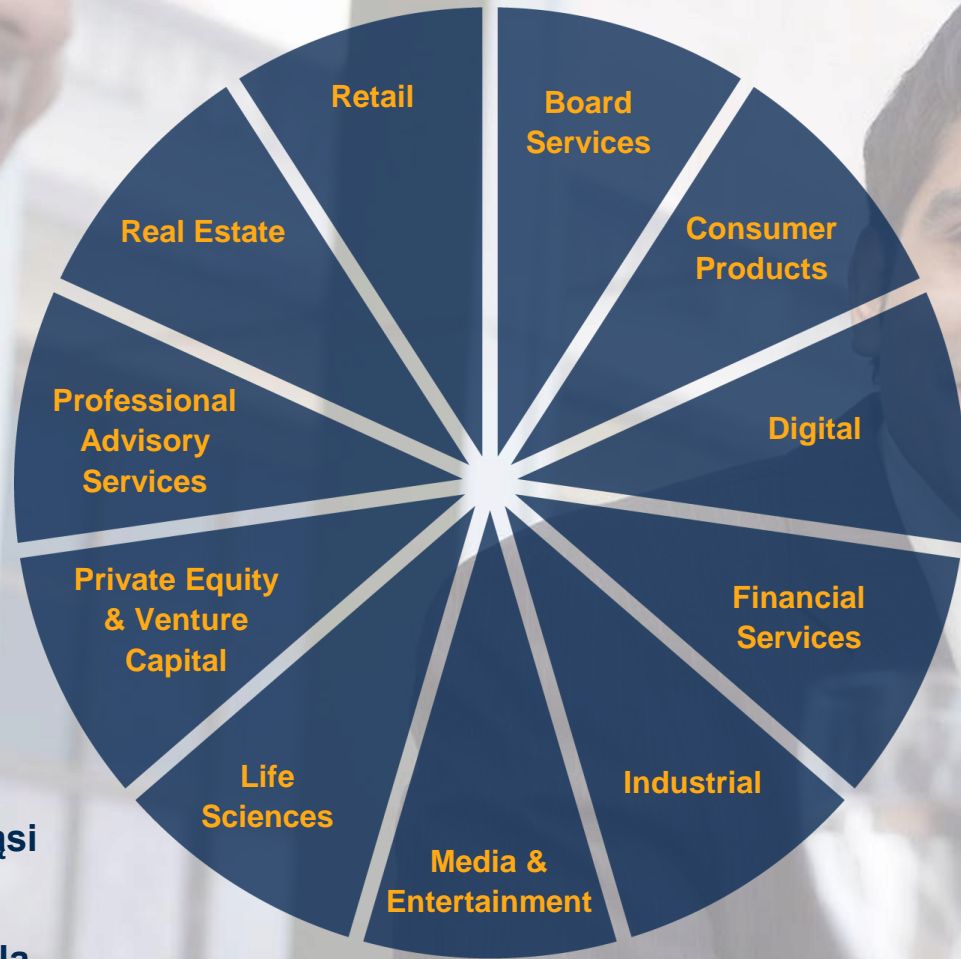 Retail
Board
Services
Real Estate
Consumer
Products
Professional
Advisory
Services
Digital
Private Equity
& Venture
Capital
Financial
Services
Life
Sciences
Industrial
Media &
Entertainment
ąsi